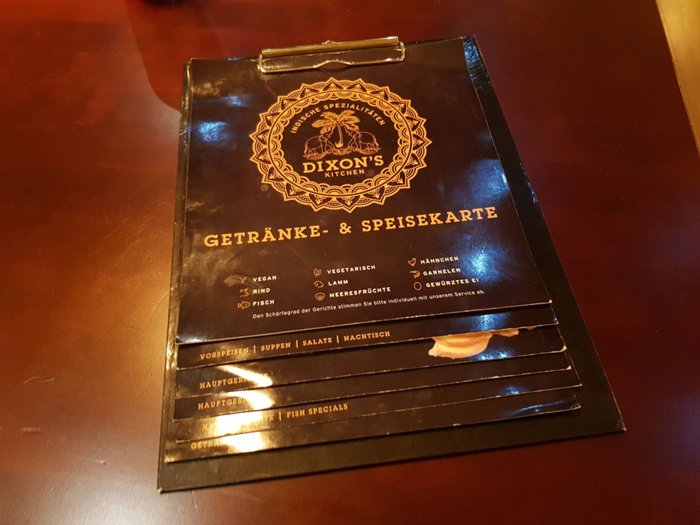 INDISCHE SPEZIALITÄTEN
DIXON'S
KITCHEN
GETRÄNKE- & SPEISEKARTE
VEGAN
VEGETARISCH
HÄHNCHEN
RIND
LAMM
GARNELEN
FISCH
MEERESFRÜCHTE
GEWÜRZTES EI
Den Schärfegrad der Gerichte stimmen Sie bitte individuell mit unserem Service ab.
VORSPEISEN | SUPPEN | SALATE | NACHTISCH
| FISH SPECIALS